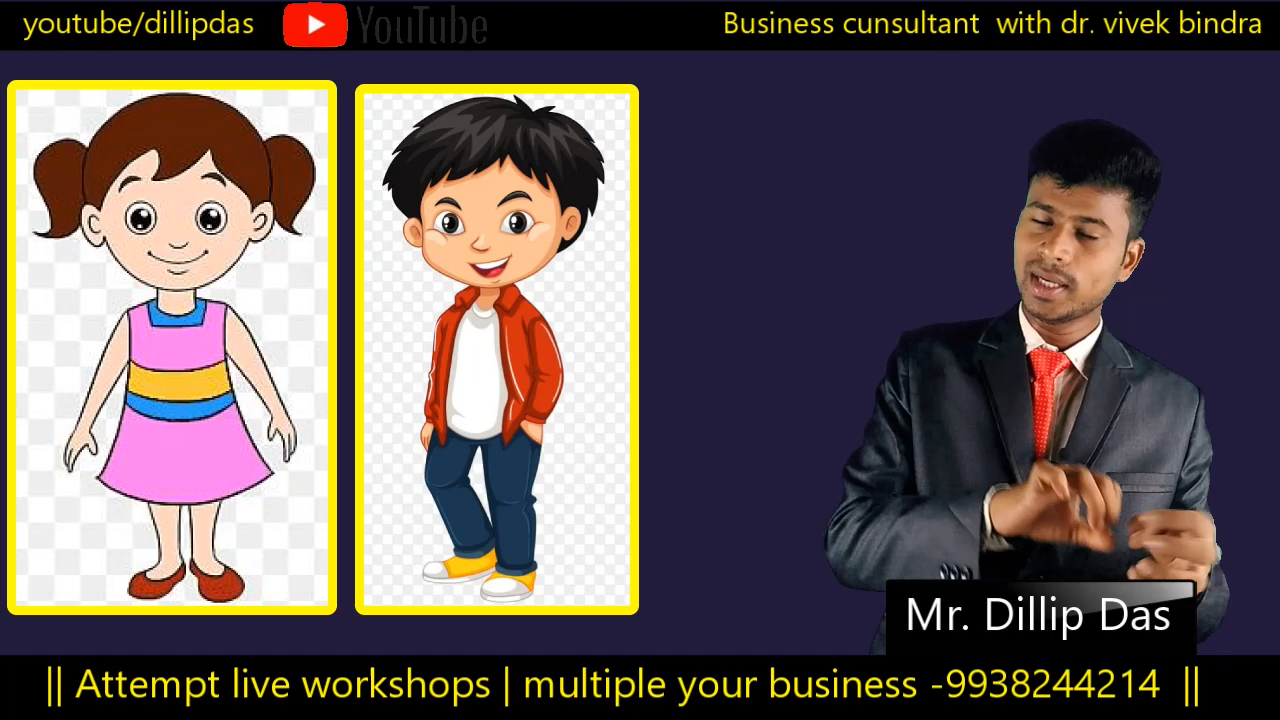 youtube/dillipdas
YouTube
Business cunsultant with dr. vivek bindra
Mr. Dillip Das
|| Attempt live workshops | multiple your business -9938244214 ||